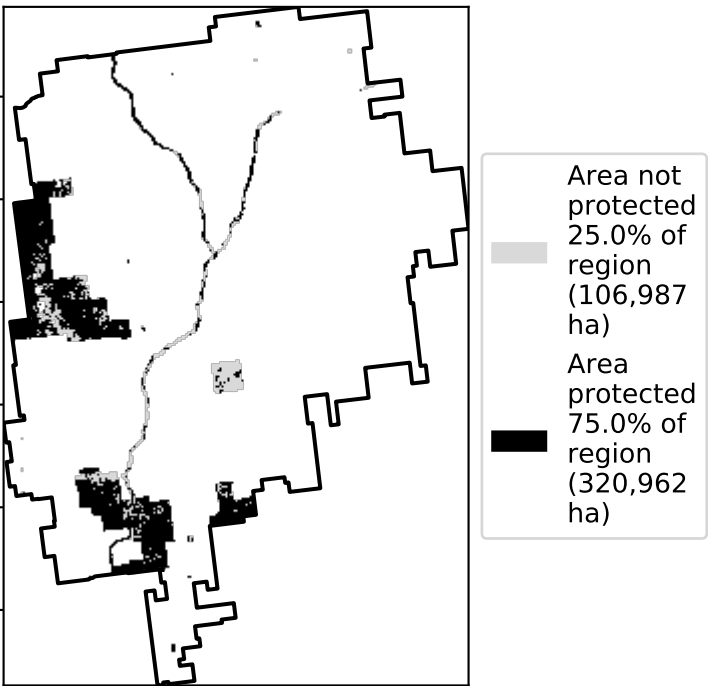 Area not
protected
25.0% of
region
(106,987
ha)
Area
protected
75.0% of
region
(320,962
ha)